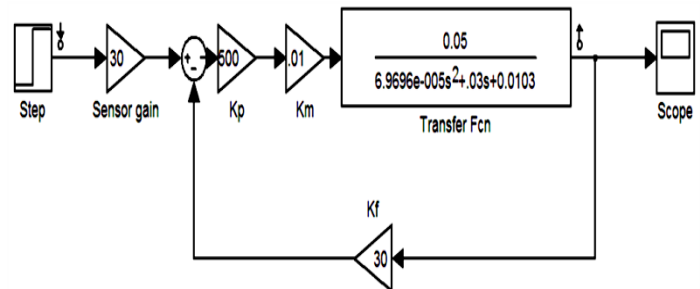 30
500
.01
0.05
6.9696e-005s²+.03s+0.0103
Step
Sensor gain
Kp
Km
Transfer Fcn
Scope
Kf
30